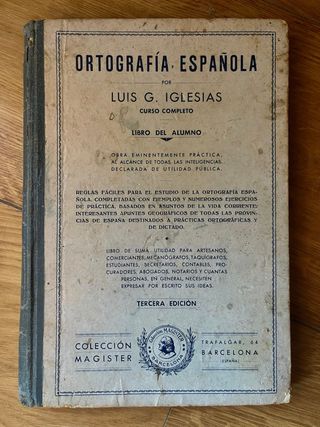 ORTOGRAFÍA · ESPAÑOLA
POR
LUIS G. IGLESIAS
CURSO COMPLETO
LIBRO DEL ALUMNO
OBRA EMINENTEMENTE PRÁCTICA,
AL ALCANCE DE TODAS LAS INTELIGENCIAS.
DECLARADA DE UTILIDAD PÚBLICA.
REGLAS FÁCILES PARA EL ESTUDIO DE LA ORTOGRAFÍA ESPA-
ÑOLA, COMPLETADAS CON EJEMPLOS Y NUMEROSOS EJERCICIOS
DE PRÁCTICA, BASADOS EN ASUNTOS DE LA VIDA CORRIENTE;
INTERESANTES APUNTES GEOGRÁFICOS DE TODAS LAS PROVIN-
CIAS DE ESPAÑA DESTINADOS A PRÁCTICAS ORTOGRÁFICAS Y
DE DICTADO.
LIBRO DE SUMA UTILIDAD PARA ARTESANOS,
COMERCIANTES, MECANÓGRAFOS, TAQUÍGRAFOS,
ESTUDIANTES, SECRETARIOS, CONTABLES, PRO-
CURADORES, ABOGADOS, NOTARIOS Y CUANTAS
PERSONAS, EN GENERAL, NECESITEN
EXPRESAR POR ESCRITO SUS IDEAS.
TERCERA EDICIÓN
COLECCIÓN
MAGISTER
COLECCIÓN MAGISTER
BARCELONA
TRAFALGAR, 64
BARCELONA
(ESPAÑA)